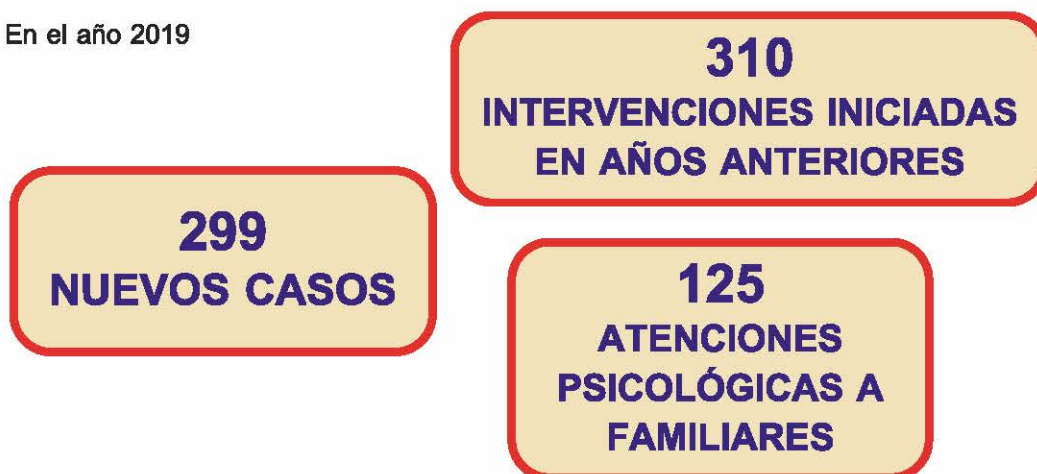 En el año 2019
310
INTERVENCIONES INICIADAS
EN AÑOS ANTERIORES
299
NUEVOS CASOS
125
ATENCIONES
PSICOLÓGICAS A
FAMILIARES